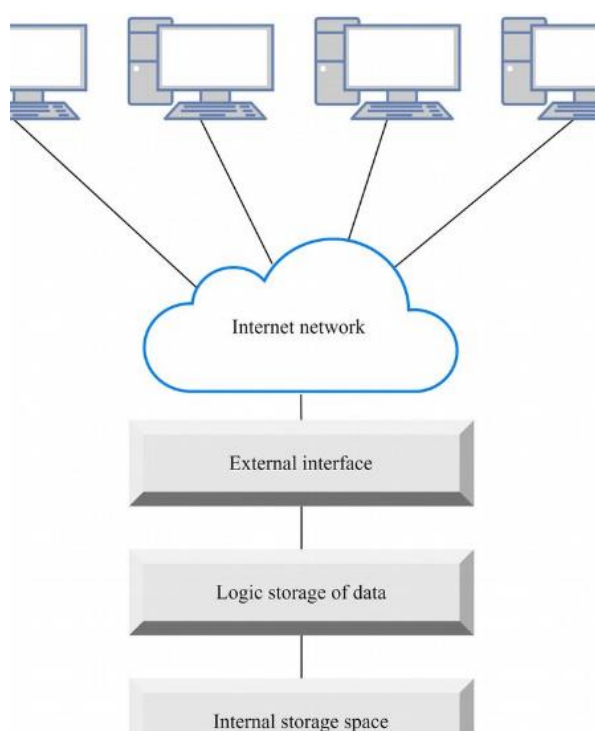 Internet network
External interface
Logic storage of data
Internal storage space